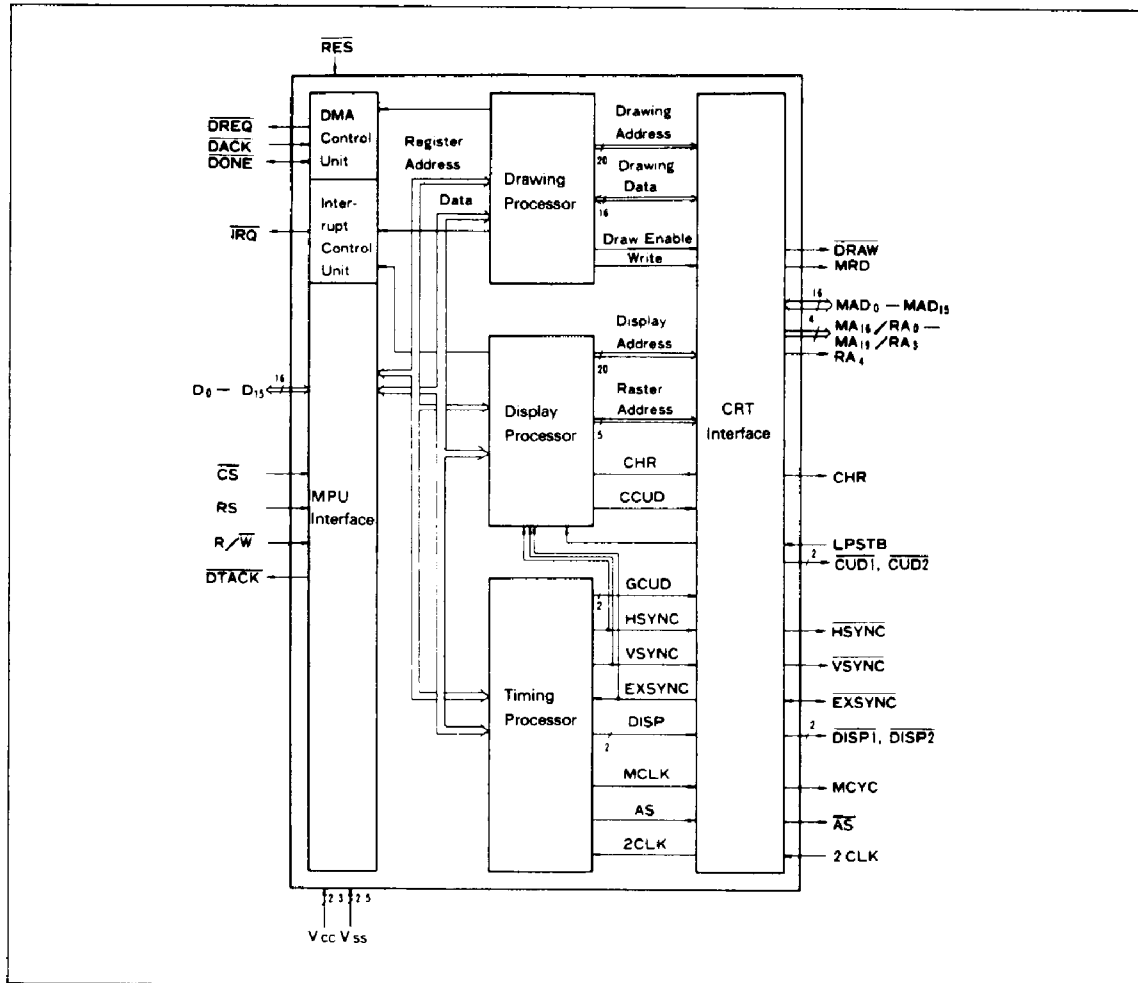 RES
DMA
Control
Unit
DREQ
DACK
DONE
Inter-
rupt
Control
Unit
IRQ
D₀ – D₁₅
16
CS
RS
R/W
DTACK
MPU
Interface
Register
Address
Data
Drawing
Processor
Display
Processor
Timing
Processor
Drawing
Address
20
Drawing
Data
16
Draw Enable
Write
Display
Address
20
Raster
Address
5
CHR
CCUD
GCUD
2
HSYNC
VSYNC
EXSYNC
DISP
2
MCLK
AS
2CLK
CRT
Interface
DRAW
MRD
16
MAD₀ – MAD₁₅
4
MA₁₆/RA₀ –
MA₁₉/RA₃
RA₄
CHR
LPSTB
2
CUD1, CUD2
HSYNC
VSYNC
EXSYNC
2
DISP1, DISP2
MCYC
AS
2CLK
2 3 2 5
Vcc Vss